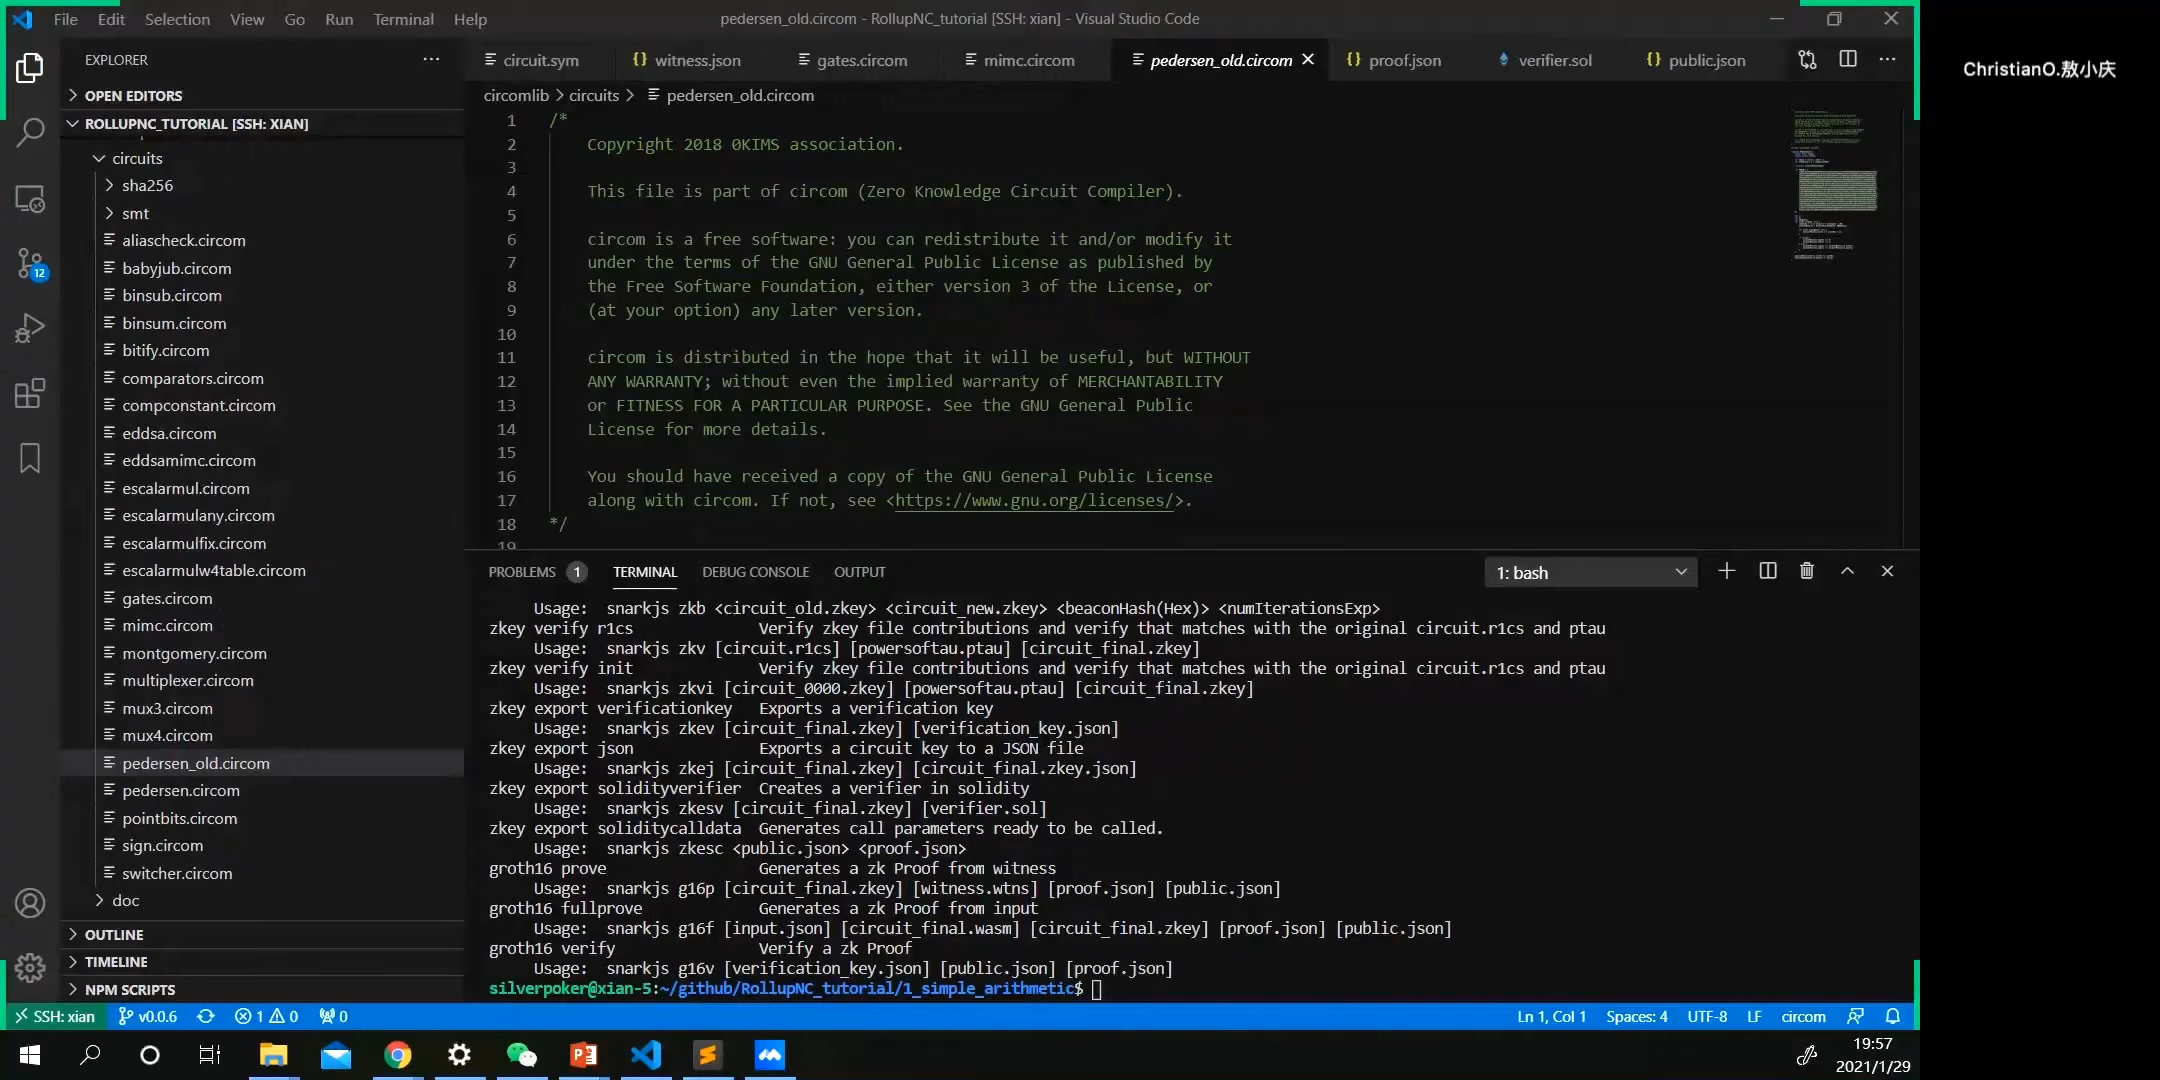 File Edit Selection View Go Run Terminal Help
pedersen_old.circom - RollupNC_tutorial [SSH: xian] - Visual Studio Code
ChristianO.敖小庆
EXPLORER
OPEN EDITORS
ROLLUPNC_TUTORIAL [SSH: XIAN]
circuits
sha256
smt
aliascheck.circom
babyjub.circom
binsub.circom
binsum.circom
bitify.circom
comparators.circom
compconstant.circom
eddsa.circom
eddsamimc.circom
escalarmul.circom
escalarmulany.circom
escalarmulfix.circom
escalarmulw4table.circom
gates.circom
mimc.circom
montgomery.circom
multiplexer.circom
mux3.circom
mux4.circom
pedersen_old.circom
pedersen.circom
pointbits.circom
sign.circom
switcher.circom
doc
OUTLINE
TIMELINE
NPM SCRIPTS
12
circuit.sym witness.json gates.circom mimc.circom pedersen_old.circom proof.json verifier.sol public.json
circomlib > circuits > pedersen_old.circom
1 /*
2 Copyright 2018 0KIMS association.
3
4 This file is part of circom (Zero Knowledge Circuit Compiler).
5
6 circom is a free software: you can redistribute it and/or modify it
7 under the terms of the GNU General Public License as published by
8 the Free Software Foundation, either version 3 of the License, or
9 (at your option) any later version.
10
11 circom is distributed in the hope that it will be useful, but WITHOUT
12 ANY WARRANTY; without even the implied warranty of MERCHANTABILITY
13 or FITNESS FOR A PARTICULAR PURPOSE. See the GNU General Public
14 License for more details.
15
16 You should have received a copy of the GNU General Public License
17 along with circom. If not, see <https://www.gnu.org/licenses/>.
18 */
19
PROBLEMS 1 TERMINAL DEBUG CONSOLE OUTPUT 1: bash
Usage: snarkjs zkb <circuit_old.zkey> <circuit_new.zkey> <beaconHash(Hex)> <numIterationsExp>
zkey verify r1cs Verify zkey file contributions and verify that matches with the original circuit.r1cs and ptau
Usage: snarkjs zkv [circuit.r1cs] [powersoftau.ptau] [circuit_final.zkey]
zkey verify init Verify zkey file contributions and verify that matches with the original circuit.r1cs and ptau
Usage: snarkjs zkvi [circuit_0000.zkey] [powersoftau.ptau] [circuit_final.zkey]
zkey export verificationkey Exports a verification key
Usage: snarkjs zkev [circuit_final.zkey] [verification_key.json]
zkey export json Exports a circuit key to a JSON file
Usage: snarkjs zkej [circuit_final.zkey] [circuit_final.zkey.json]
zkey export solidityverifier Creates a verifier in solidity
Usage: snarkjs zkesv [circuit_final.zkey] [verifier.sol]
zkey export soliditycalldata Generates call parameters ready to be called.
Usage: snarkjs zkesc <public.json> <proof.json>
groth16 prove Generates a zk Proof from witness
Usage: snarkjs g16p [circuit_final.zkey] [witness.wtns] [proof.json] [public.json]
groth16 fullprove Generates a zk Proof from input
Usage: snarkjs g16f [input.json] [circuit_final.wasm] [circuit_final.zkey] [proof.json] [public.json]
groth16 verify Verify a zk Proof
Usage: snarkjs g16v [verification_key.json] [public.json] [proof.json]
silverpoker@xian-5:~/github/RollupNC_tutorial/1_simple_arithmetic$
SSH: xian v0.0.6 1 0 0 Ln 1, Col 1 Spaces: 4 UTF-8 LF circom
19:57
2021/1/29